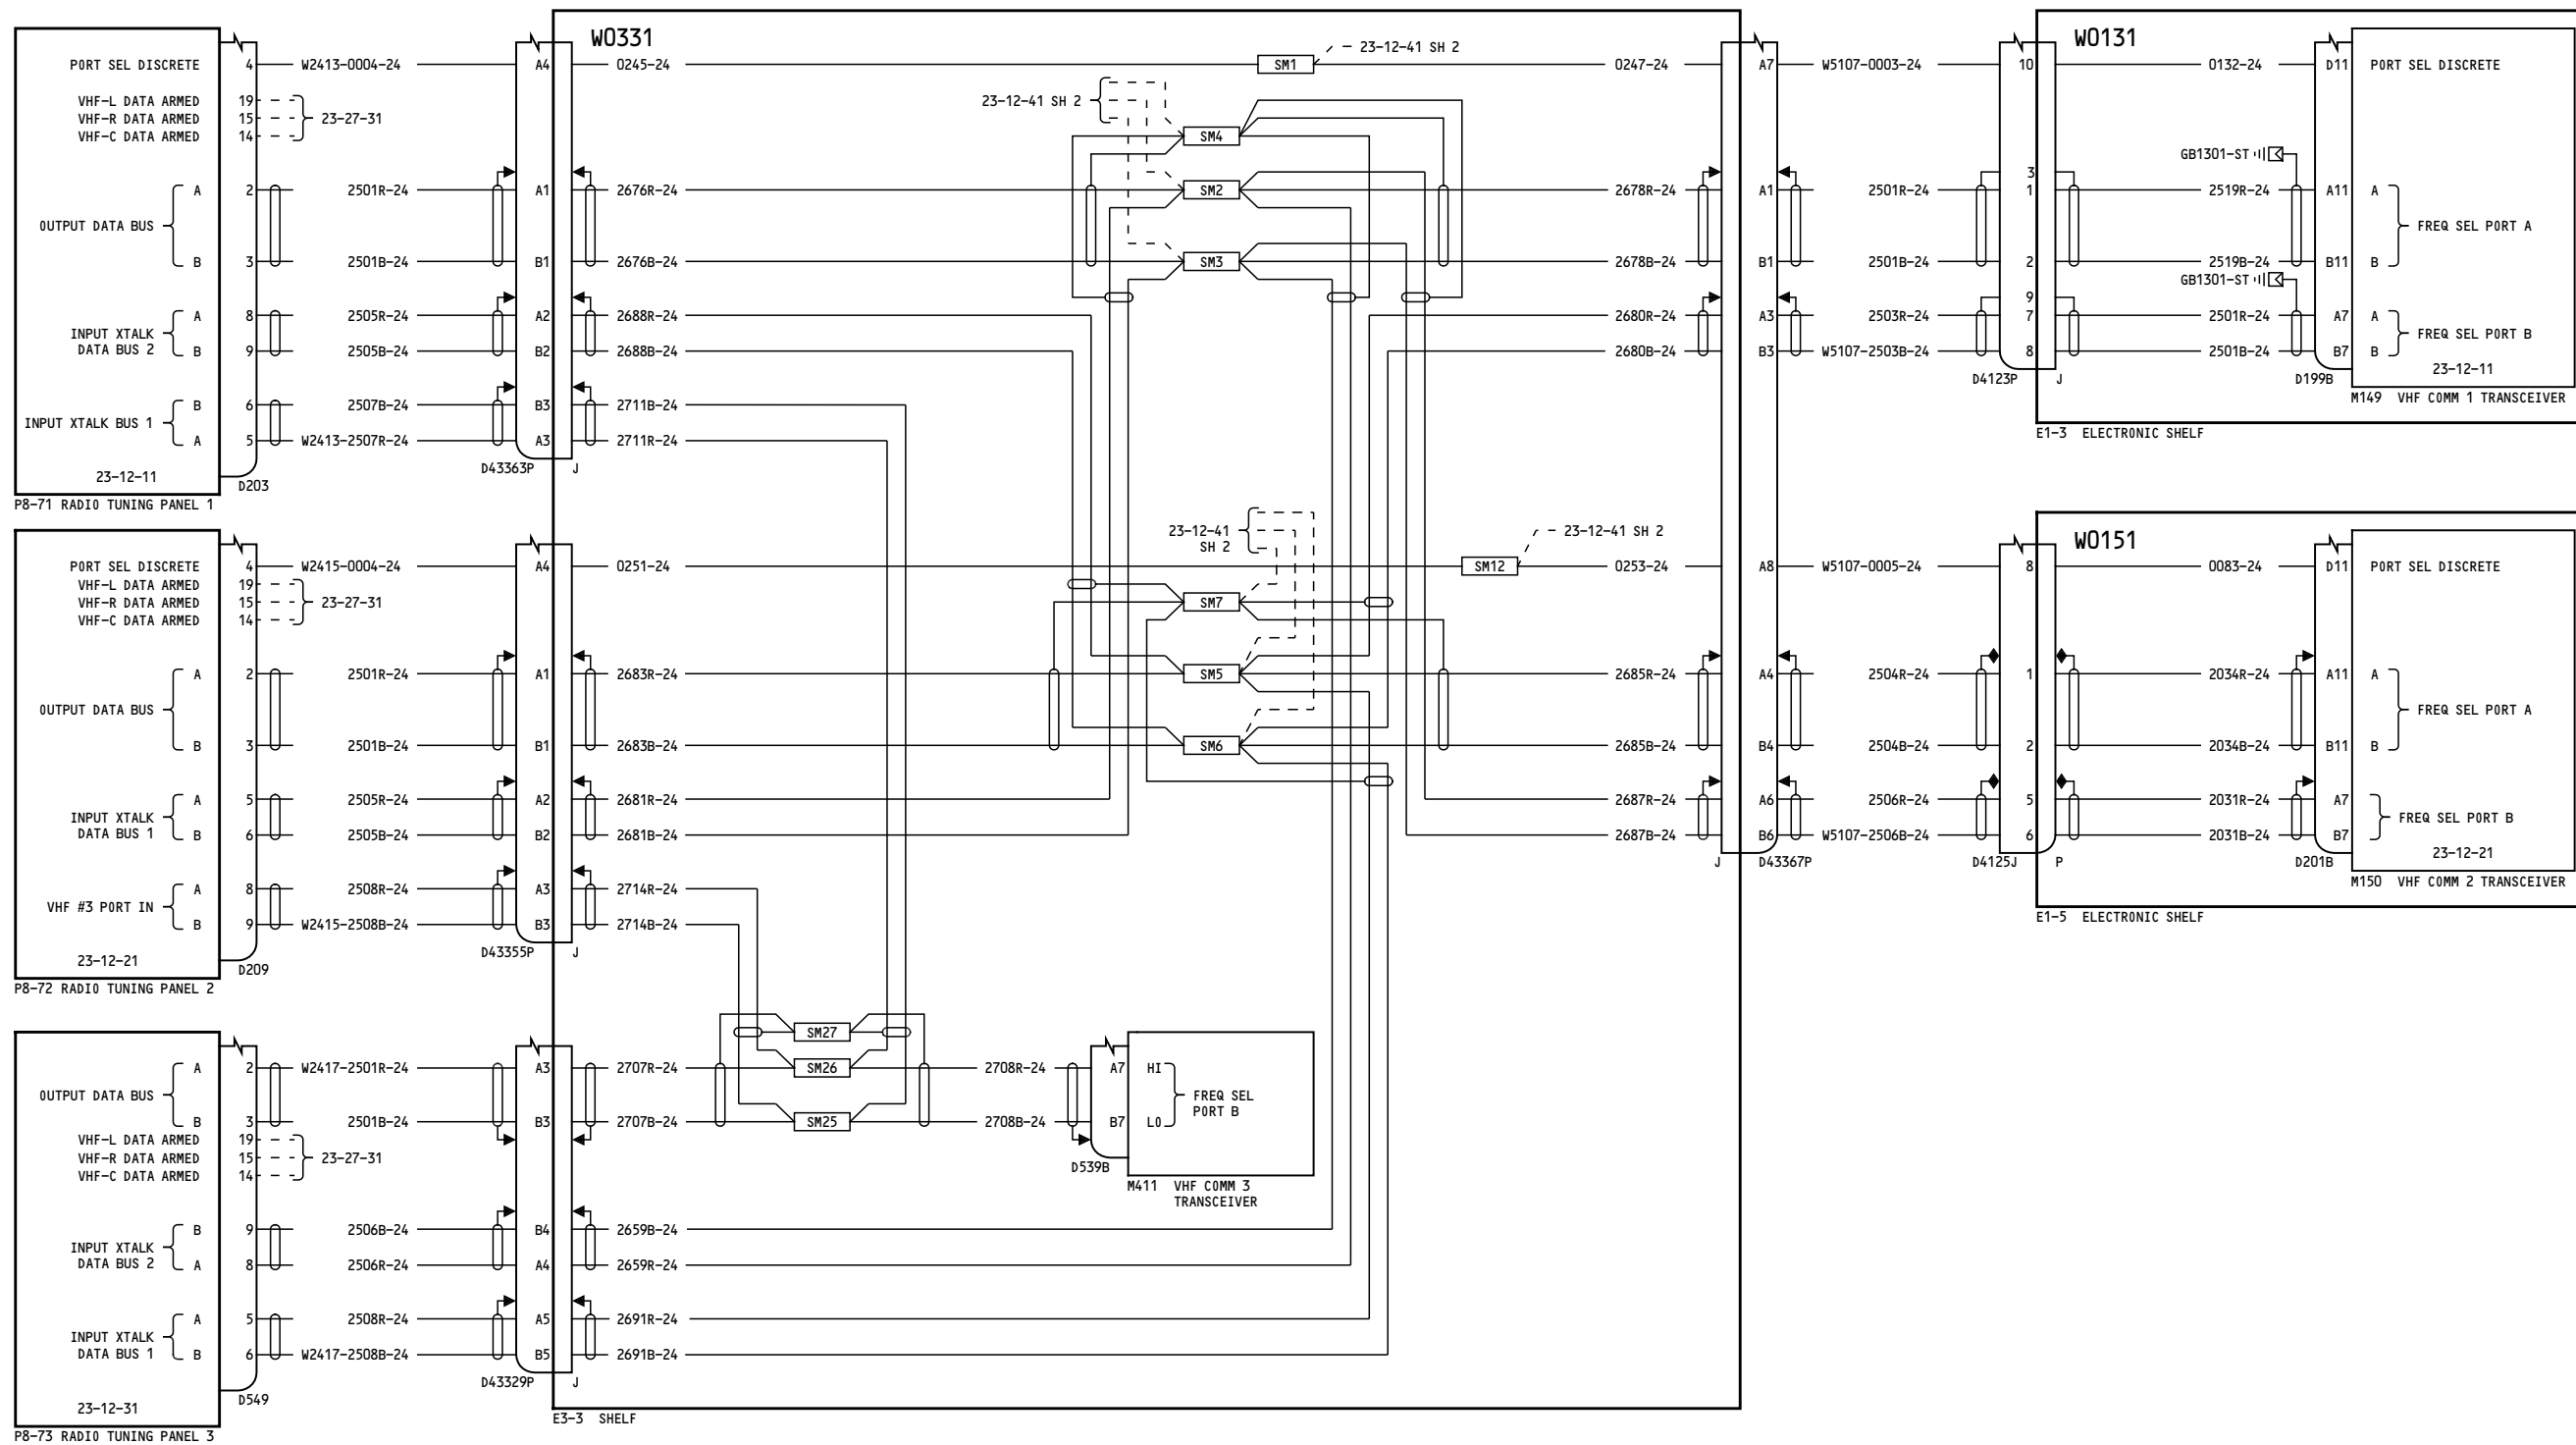 W0331
W0131
PORT SEL DISCRETE 4 W2413-0004-24 A4 0245-24 SM1 23-12-41 SH 2 0247-24 A7 W5107-0003-24 10 0132-24 D11 PORT SEL DISCRETE
VHF-L DATA ARMED 19
VHF-R DATA ARMED 15 23-27-31
VHF-C DATA ARMED 14
23-12-41 SH 2
SM4
GB1301-ST
3
A 2 2501R-24 A1 2676R-24 SM2 2678R-24 A1 2501R-24 1 2519R-24 A11 A
OUTPUT DATA BUS
FREQ SEL PORT A
B 3 2501B-24 B1 2676B-24 SM3 2678B-24 B1 2501B-24 2 2519B-24 B11 B
GB1301-ST
9
A 8 2505R-24 A2 2688R-24 2680R-24 A3 2503R-24 7 2501R-24 A7 A
INPUT XTALK
DATA BUS 2
FREQ SEL PORT B
B 9 2505B-24 B2 2688B-24 2680B-24 B3 W5107-2503B-24 8 2501B-24 B7 B
23-12-11
D4123P J D199B
M149 VHF COMM 1 TRANSCEIVER
E1-3 ELECTRONIC SHELF
B 6 2507B-24 B3 2711B-24
INPUT XTALK BUS 1
A 5 W2413-2507R-24 A3 2711R-24
23-12-11
D203
D43363P J
P8-71 RADIO TUNING PANEL 1
23-12-41
SH 2
23-12-41 SH 2
W0151
PORT SEL DISCRETE 4 W2415-0004-24 A4 0251-24 SM12 0253-24 A8 W5107-0005-24 8 0083-24 D11 PORT SEL DISCRETE
VHF-L DATA ARMED 19
VHF-R DATA ARMED 15 23-27-31
VHF-C DATA ARMED 14
SM7
A 2 2501R-24 A1 2683R-24 SM5 2685R-24 A4 2504R-24 1 2034R-24 A11 A
OUTPUT DATA BUS
FREQ SEL PORT A
B 3 2501B-24 B1 2683B-24 SM6 2685B-24 B4 2504B-24 2 2034B-24 B11 B
A 5 2505R-24 A2 2681R-24 2687R-24 A6 2506R-24 5 2031R-24 A7
INPUT XTALK
DATA BUS 1
FREQ SEL PORT B
B 6 2505B-24 B2 2681B-24 2687B-24 B6 W5107-2506B-24 6 2031B-24 B7
23-12-21
J D43367P D4125J P D201B
M150 VHF COMM 2 TRANSCEIVER
E1-5 ELECTRONIC SHELF
A 8 2508R-24 A3 2714R-24
VHF #3 PORT IN
B 9 W2415-2508B-24 B3 2714B-24
23-12-21
D209
D43355P J
P8-72 RADIO TUNING PANEL 2
SM27
A 2 W2417-2501R-24 A3 2707R-24 SM26 2708R-24 A7 HI
OUTPUT DATA BUS
FREQ SEL
PORT B
B 3 2501B-24 B3 2707B-24 SM25 2708B-24 B7 LO
VHF-L DATA ARMED 19
VHF-R DATA ARMED 15 23-27-31
VHF-C DATA ARMED 14
D539B
M411 VHF COMM 3
TRANSCEIVER
B 9 2506B-24 B4 2659B-24
INPUT XTALK
DATA BUS 2
A 8 2506R-24 A4 2659R-24
A 5 2508R-24 A5 2691R-24
INPUT XTALK
DATA BUS 1
B 6 W2417-2508B-24 B5 2691B-24
23-12-31
D549
D43329P J
P8-73 RADIO TUNING PANEL 3
E3-3 SHELF